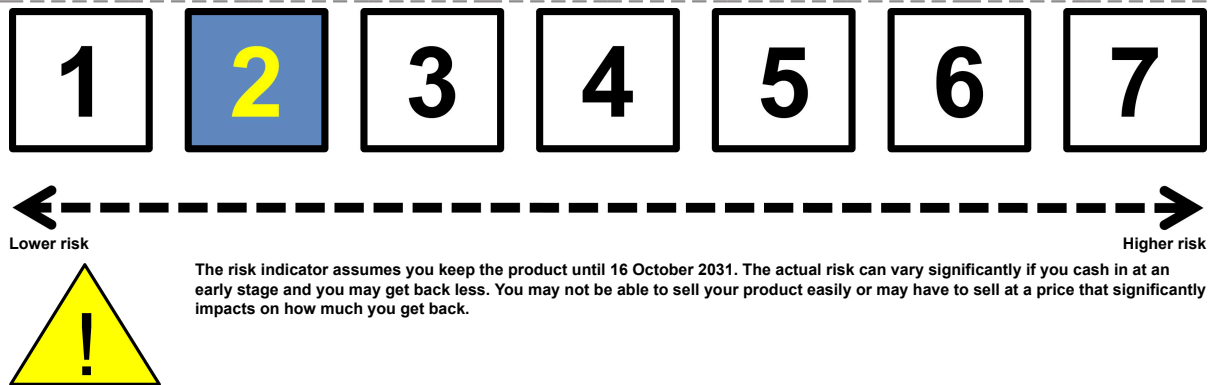 1 2 3 4 5 6 7
Lower risk Higher risk
!
The risk indicator assumes you keep the product until 16 October 2031. The actual risk can vary significantly if you cash in at an
early stage and you may get back less. You may not be able to sell your product easily or may have to sell at a price that significantly
impacts on how much you get back.